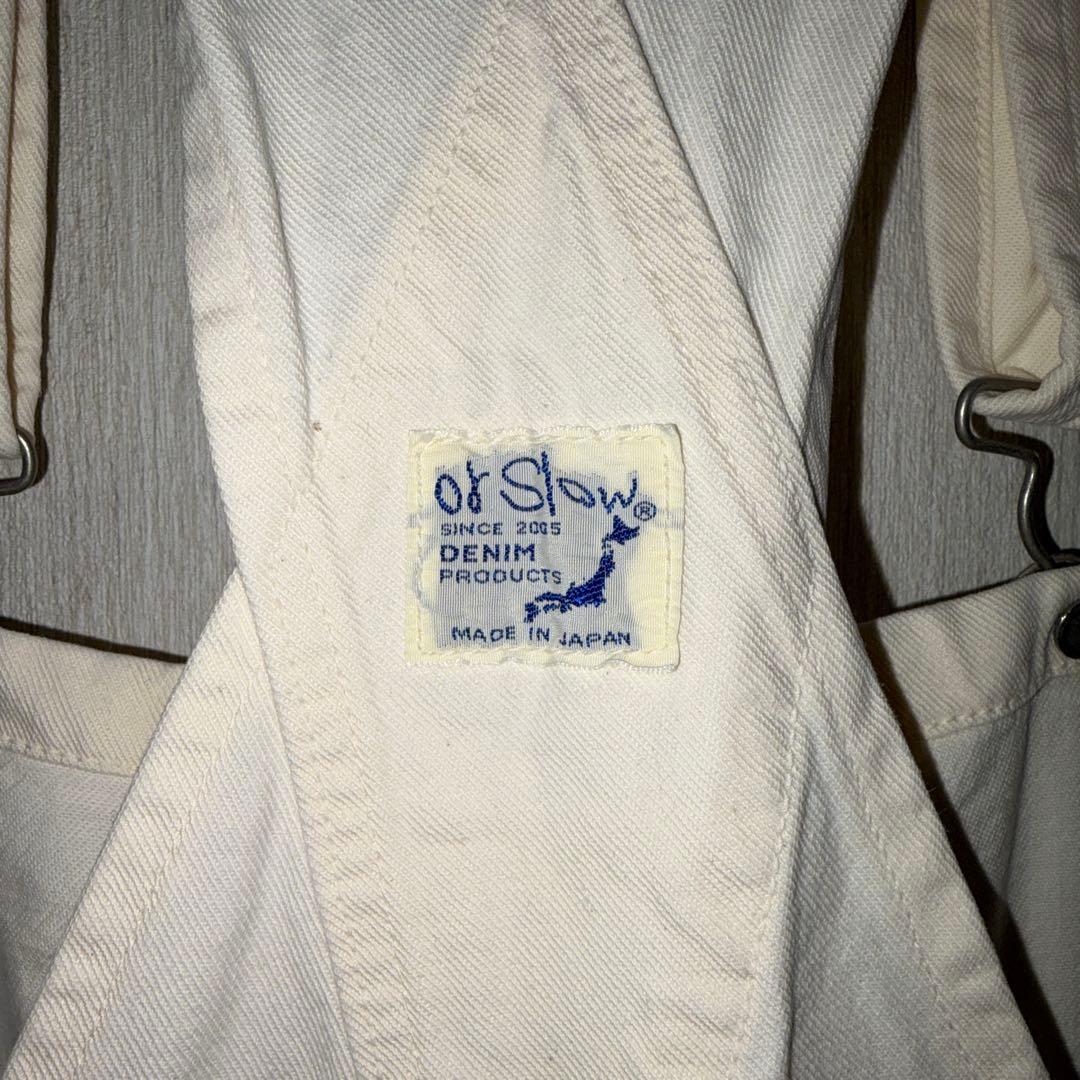 or Slow®
SINCE 2005
DENIM
PRODUCTS
MADE IN JAPAN